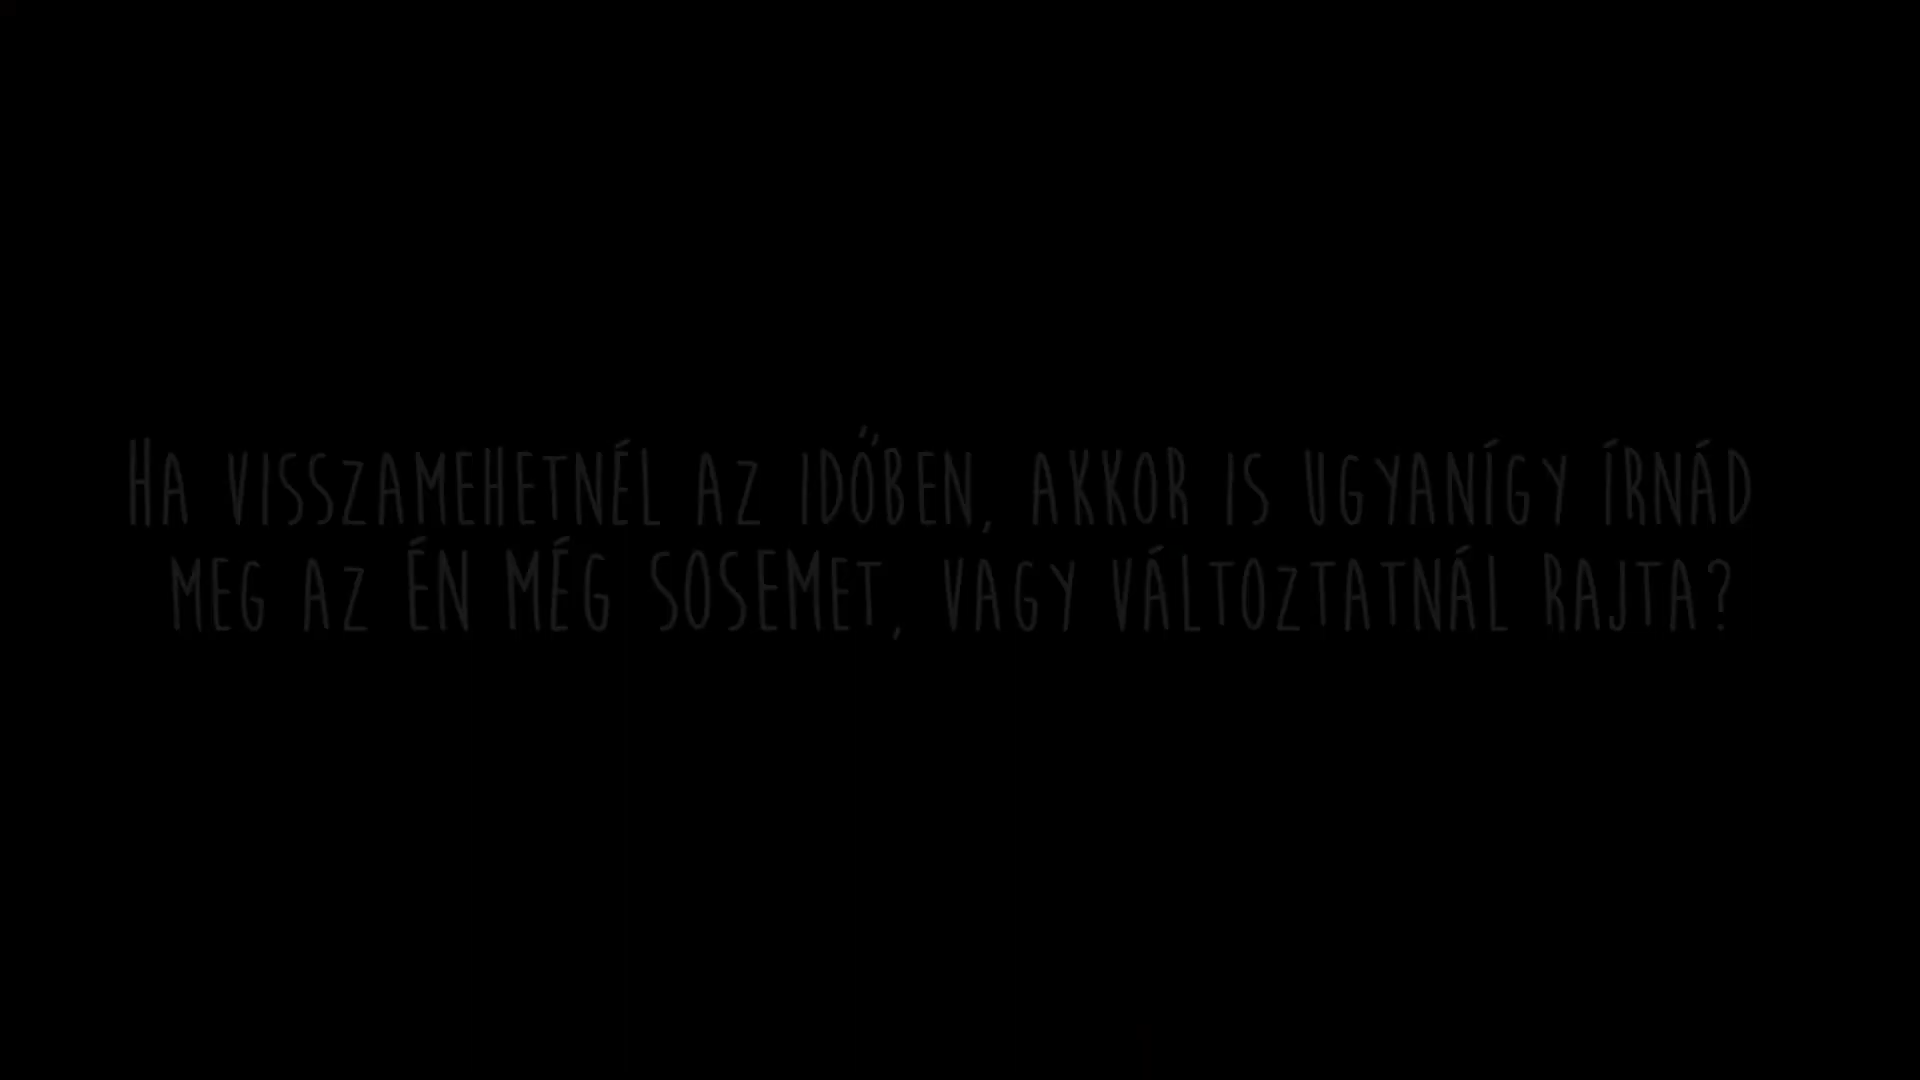 Ha visszamehetnél az időben, akkor is ugyanígy írnád
meg az ÉN MÉG SOSEMet, vagy változtatnál rajta?